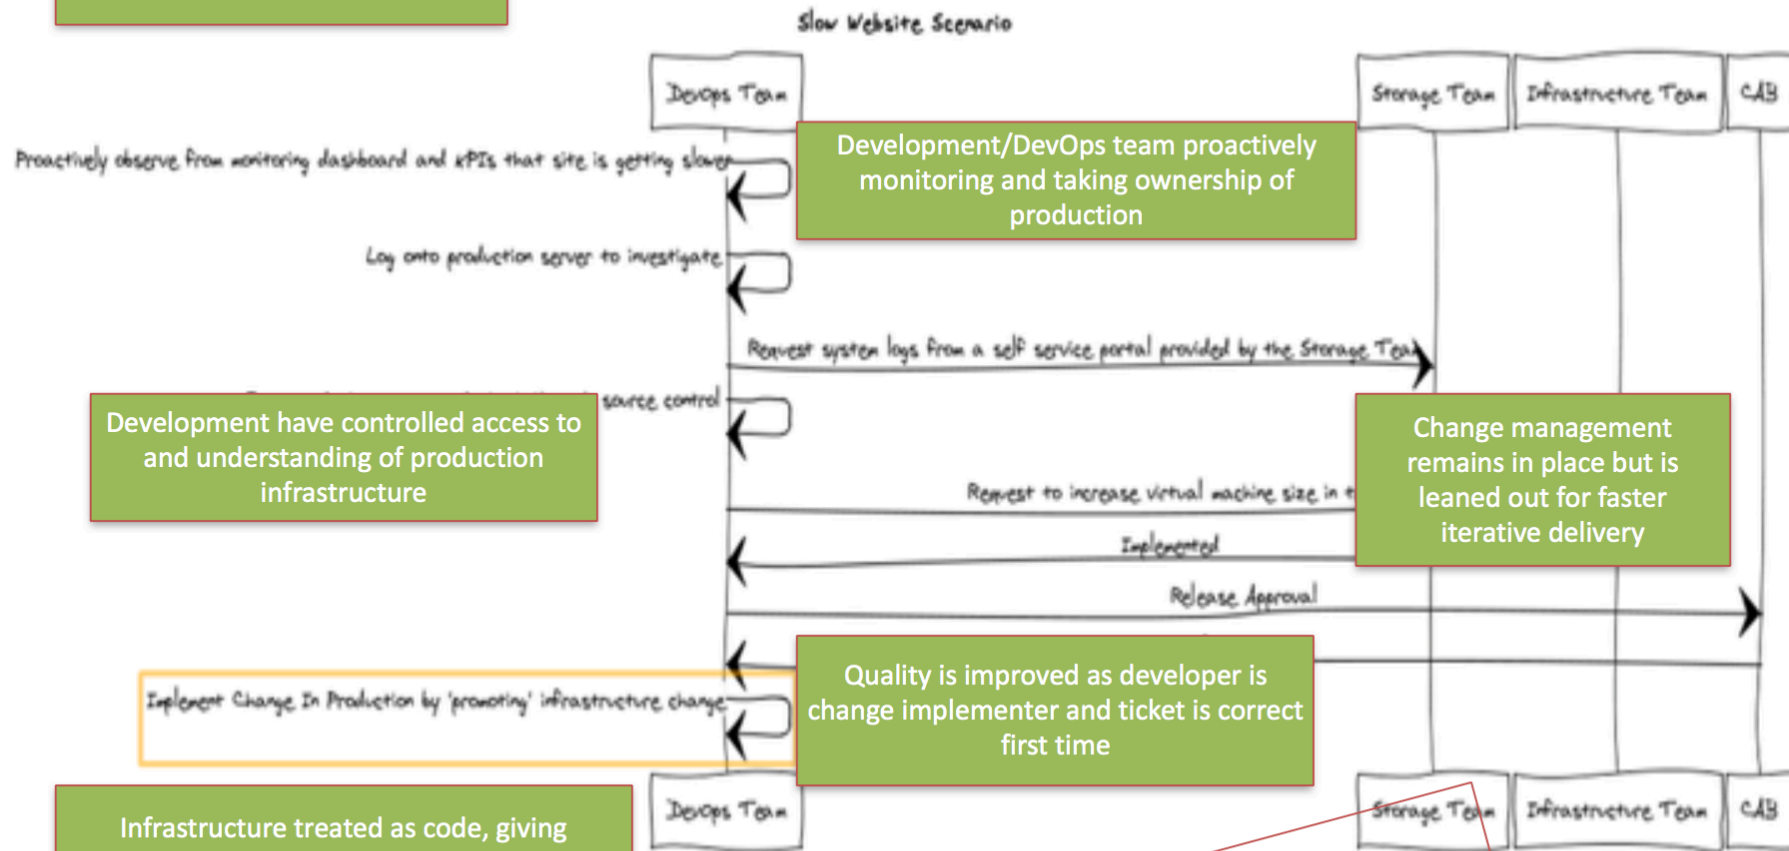 Slow Website Scenario
DevOps Team
Storage Team
Infrastructure Team
CAB
Proactively observe from monitoring dashboard and KPIs that site is getting slower
Development/DevOps team proactively
monitoring and taking ownership of
production
Log onto production server to investigate
Request system logs from a self service portal provided by the Storage Team
source control
Development have controlled access to
and understanding of production
infrastructure
Change management
remains in place but is
leaned out for faster
iterative delivery
Request to increase virtual machine size in
Implemented
Release Approval
Quality is improved as developer is
change implementer and ticket is correct
first time
Implement Change In Production by 'promoting' infrastructure change
Infrastructure treated as code, giving
DevOps Team
Storage Team
Infrastructure Team
CAB